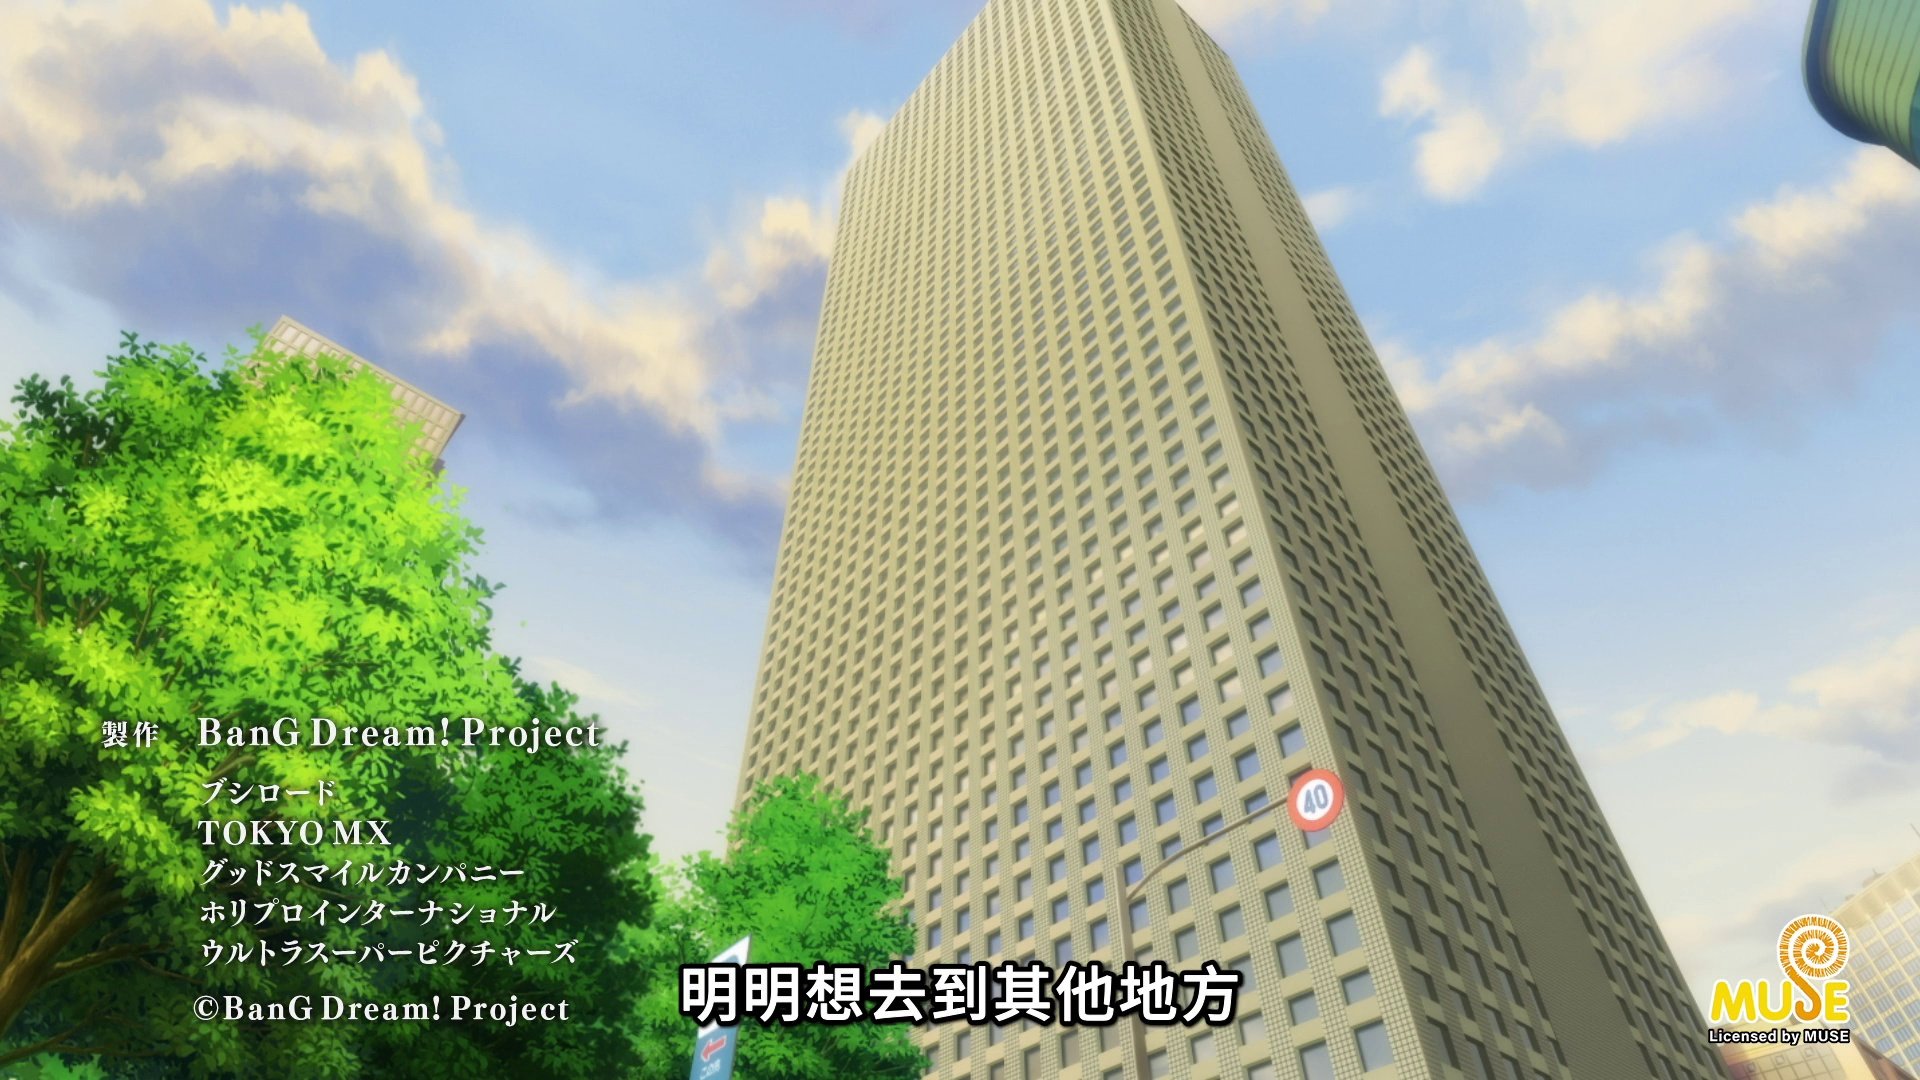 40
製作 BanG Dream! Project
ブシロード
TOKYO MX
グッドスマイルカンパニー
ホリプロインターナショナル
ウルトラスーパーピクチャーズ
©BanG Dream! Project
明明想去到其他地方
MUSE
Licensed by MUSE